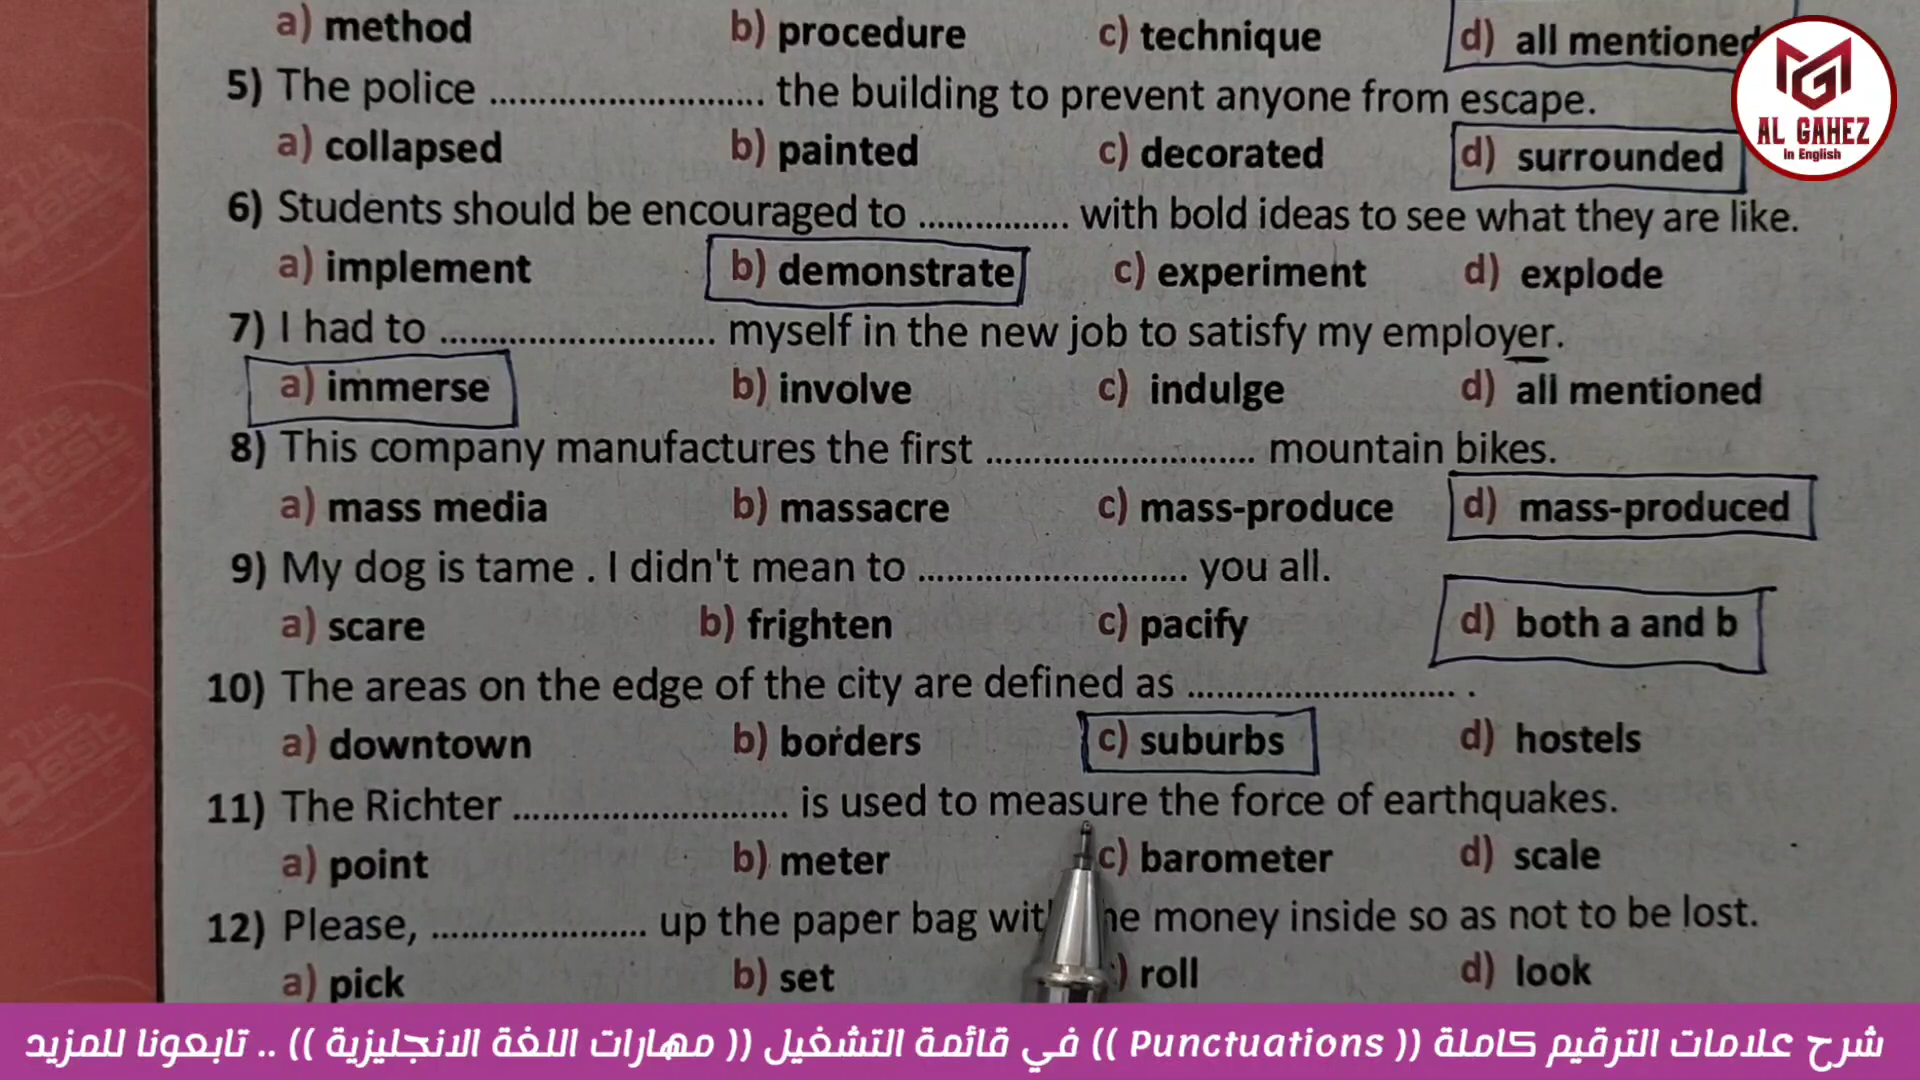 a) method b) procedure c) technique d) all mentioned
5) The police ............................ the building to prevent anyone from escape.
a) collapsed b) painted c) decorated d) surrounded
6) Students should be encouraged to ................ with bold ideas to see what they are like.
a) implement b) demonstrate c) experiment d) explode
7) I had to ............................ myself in the new job to satisfy my employer.
a) immerse b) involve c) indulge d) all mentioned
8) This company manufactures the first ............................ mountain bikes.
a) mass media b) massacre c) mass-produce d) mass-produced
9) My dog is tame . I didn't mean to ............................ you all.
a) scare b) frighten c) pacify d) both a and b
10) The areas on the edge of the city are defined as ............................ .
a) downtown b) borders c) suburbs d) hostels
11) The Richter ............................ is used to measure the force of earthquakes.
a) point b) meter c) barometer d) scale
12) Please, ...................... up the paper bag money inside so as not to be lost.
a) pick b) set ) roll d) look
AL GAHEZ
In English
شرح علامات الترقيم كاملة (( Punctuations )) في قائمة التشغيل (( مهارات اللغة الانجليزية )) .. تابعونا للمزيد